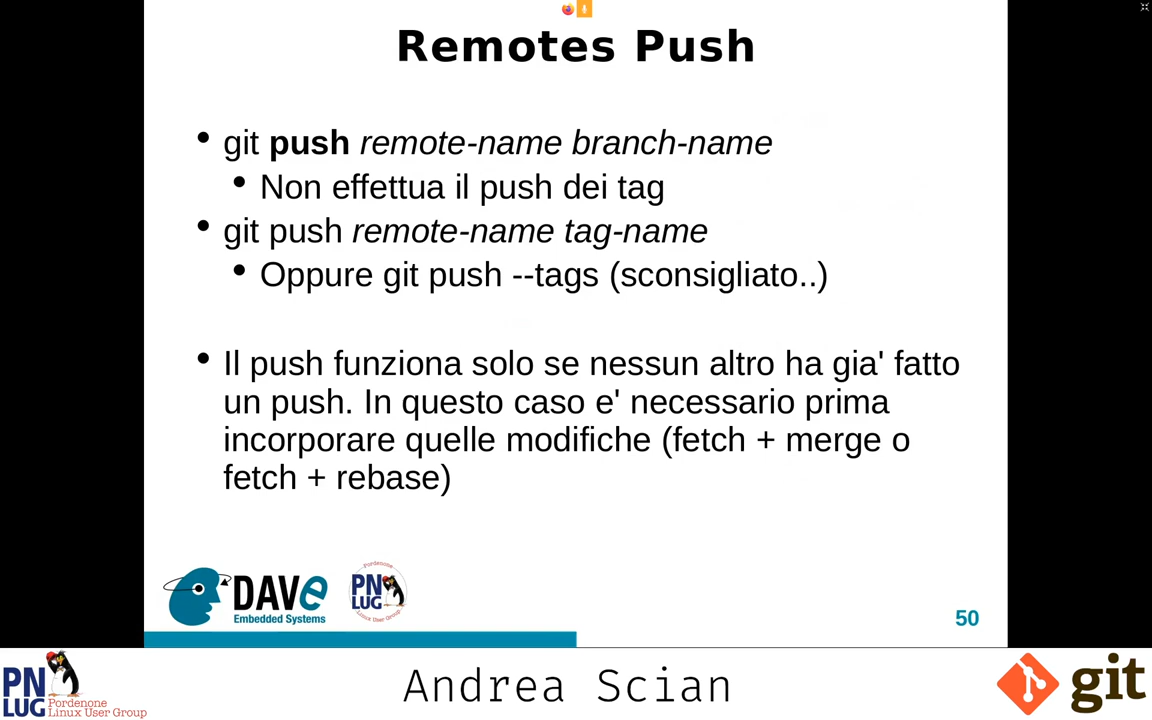 Remotes Push
• git push remote-name branch-name
• Non effettua il push dei tag
• git push remote-name tag-name
• Oppure git push --tags (sconsigliato..)
• Il push funziona solo se nessun altro ha gia' fatto
un push. In questo caso e' necessario prima
incorporare quelle modifiche (fetch + merge o
fetch + rebase)
DAVe
Embedded Systems
Pordenone
PN
LUG
Linux User Group
50
PN
LUG
Pordenone
Linux User Group
Andrea Scian
git